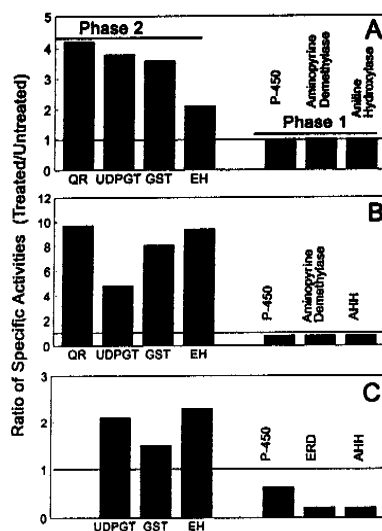 Ratio of Specific Activities (Treated/Untreated)
Phase 2
A
5
4
3
2
1
0
P-450
Aminopyrine
Demethylase
Aniline
Hydroxylase
Phase 1
QR UDPGT GST EH
B
12
10
8
6
4
2
0
P-450
Aminopyrine
Demethylase
AHH
QR UDPGT GST EH
C
3
2
1
0
P-450
ERD
AHH
UDPGT GST EH